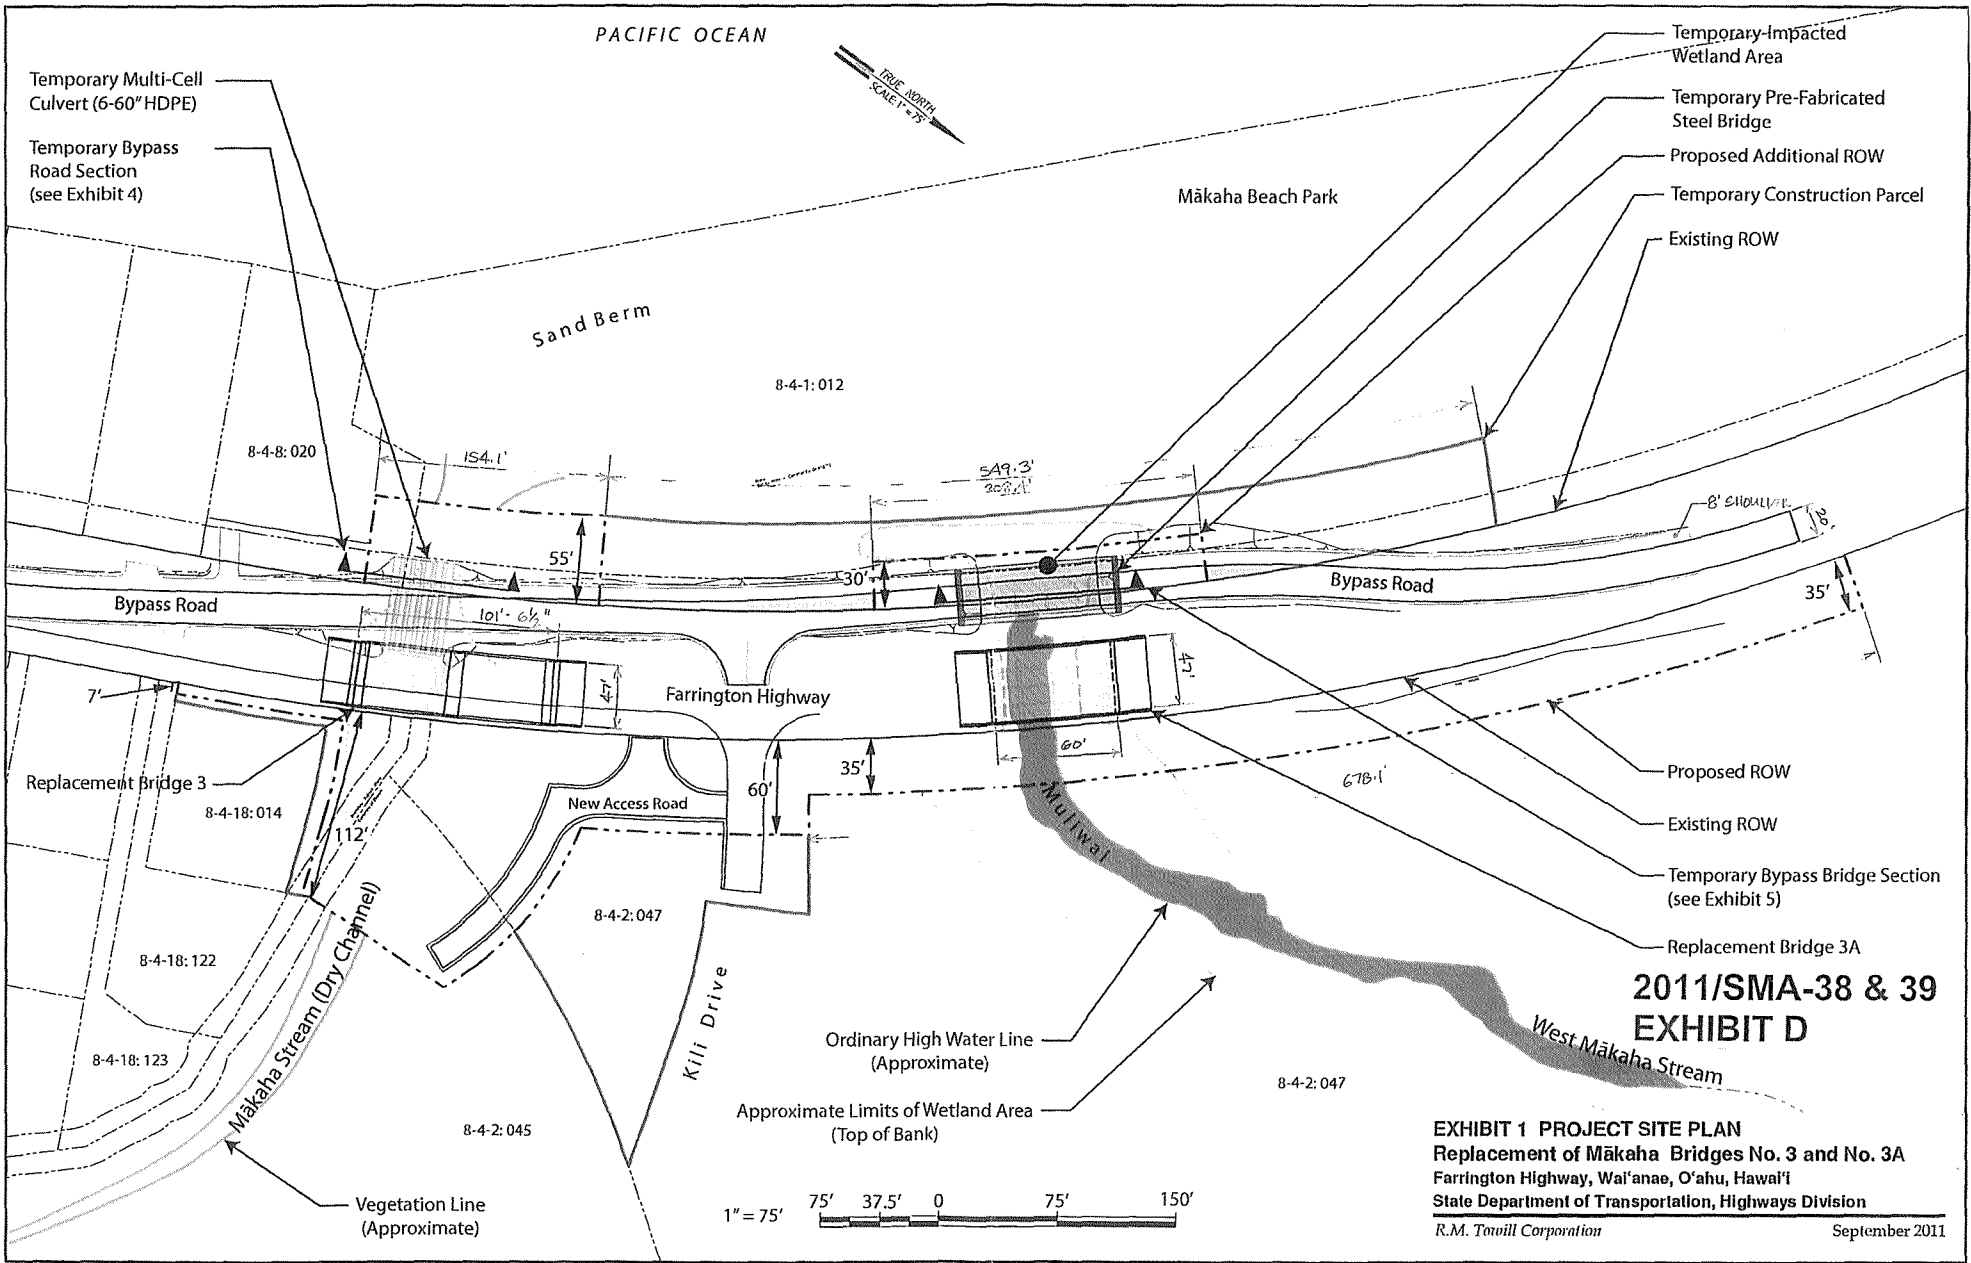 PACIFIC OCEAN
TRUE NORTH
SCALE: 1" = 75'
Temporary Multi-Cell
Culvert (6-60" HDPE)
Temporary Bypass
Road Section
(see Exhibit 4)
Temporary-Impacted
Wetland Area
Temporary Pre-Fabricated
Steel Bridge
Proposed Additional ROW
Temporary Construction Parcel
Existing ROW
Mākaha Beach Park
Sand Berm
8-4-1: 012
8-4-8: 020
154.1'
549.3'
8' SHOULDER
55'
30'
Bypass Road
101' - 6½"
Bypass Road
35'
7'
47'
Farrington Highway
47'
60'
35'
60'
678.1'
Replacement Bridge 3
8-4-18: 014
112'
New Access Road
Muliwai
Proposed ROW
Existing ROW
Temporary Bypass Bridge Section
(see Exhibit 5)
Replacement Bridge 3A
8-4-2: 047
8-4-18: 122
8-4-18: 123
Mākaha Stream (Dry Channel)
Kili Drive
Ordinary High Water Line
(Approximate)
Approximate Limits of Wetland Area
(Top of Bank)
8-4-2: 047
8-4-2: 045
West Mākaha Stream
2011/SMA-38 & 39
EXHIBIT D
Vegetation Line
(Approximate)
1" = 75'
75' 37.5' 0 75' 150'
EXHIBIT 1 PROJECT SITE PLAN
Replacement of Mākaha Bridges No. 3 and No. 3A
Farrington Highway, Wai‘anae, O‘ahu, Hawai‘i
State Department of Transportation, Highways Division
R.M. Towill Corporation
September 2011